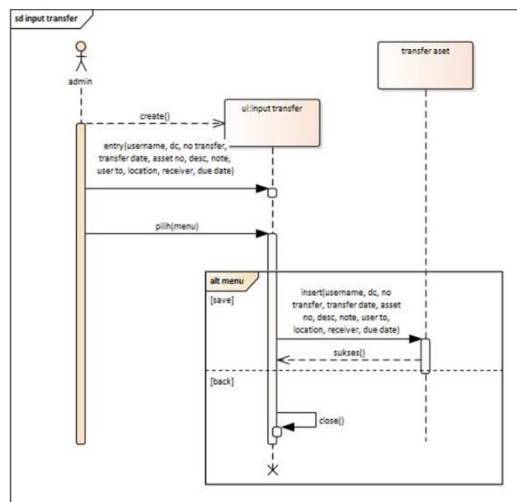 sd input transfer
admin
transfer aset
create()
ui:input transfer
entry(username, dc, no transfer,
transfer date, asset no, desc, note,
user to, location, receiver, due date)
pilih(menu)
alt menu
[save]
insert(username, dc, no
transfer, transfer date, asset
no, desc, note, user to,
location, receiver, due date)
sukses()
[back]
close()